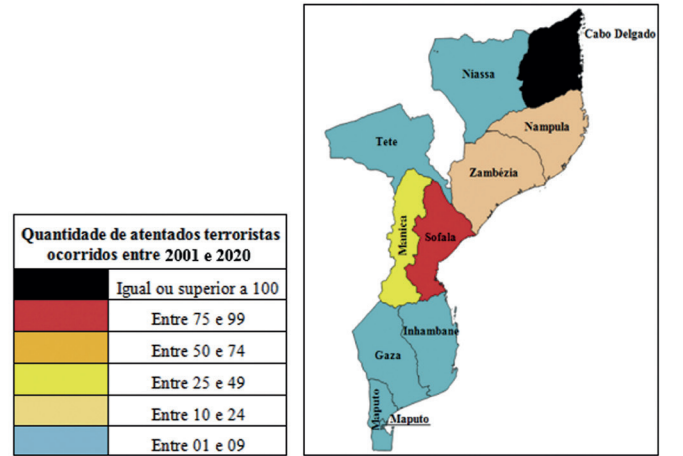 Quantidade de atentados terroristas
ocorridos entre 2001 e 2020
Igual ou superior a 100
Entre 75 e 99
Entre 50 e 74
Entre 25 e 49
Entre 10 e 24
Entre 01 e 09
Cabo Delgado
Niassa
Nampula
Tete
Zambézia
Manica
Sofala
Inhambane
Gaza
Maputo
Maputo